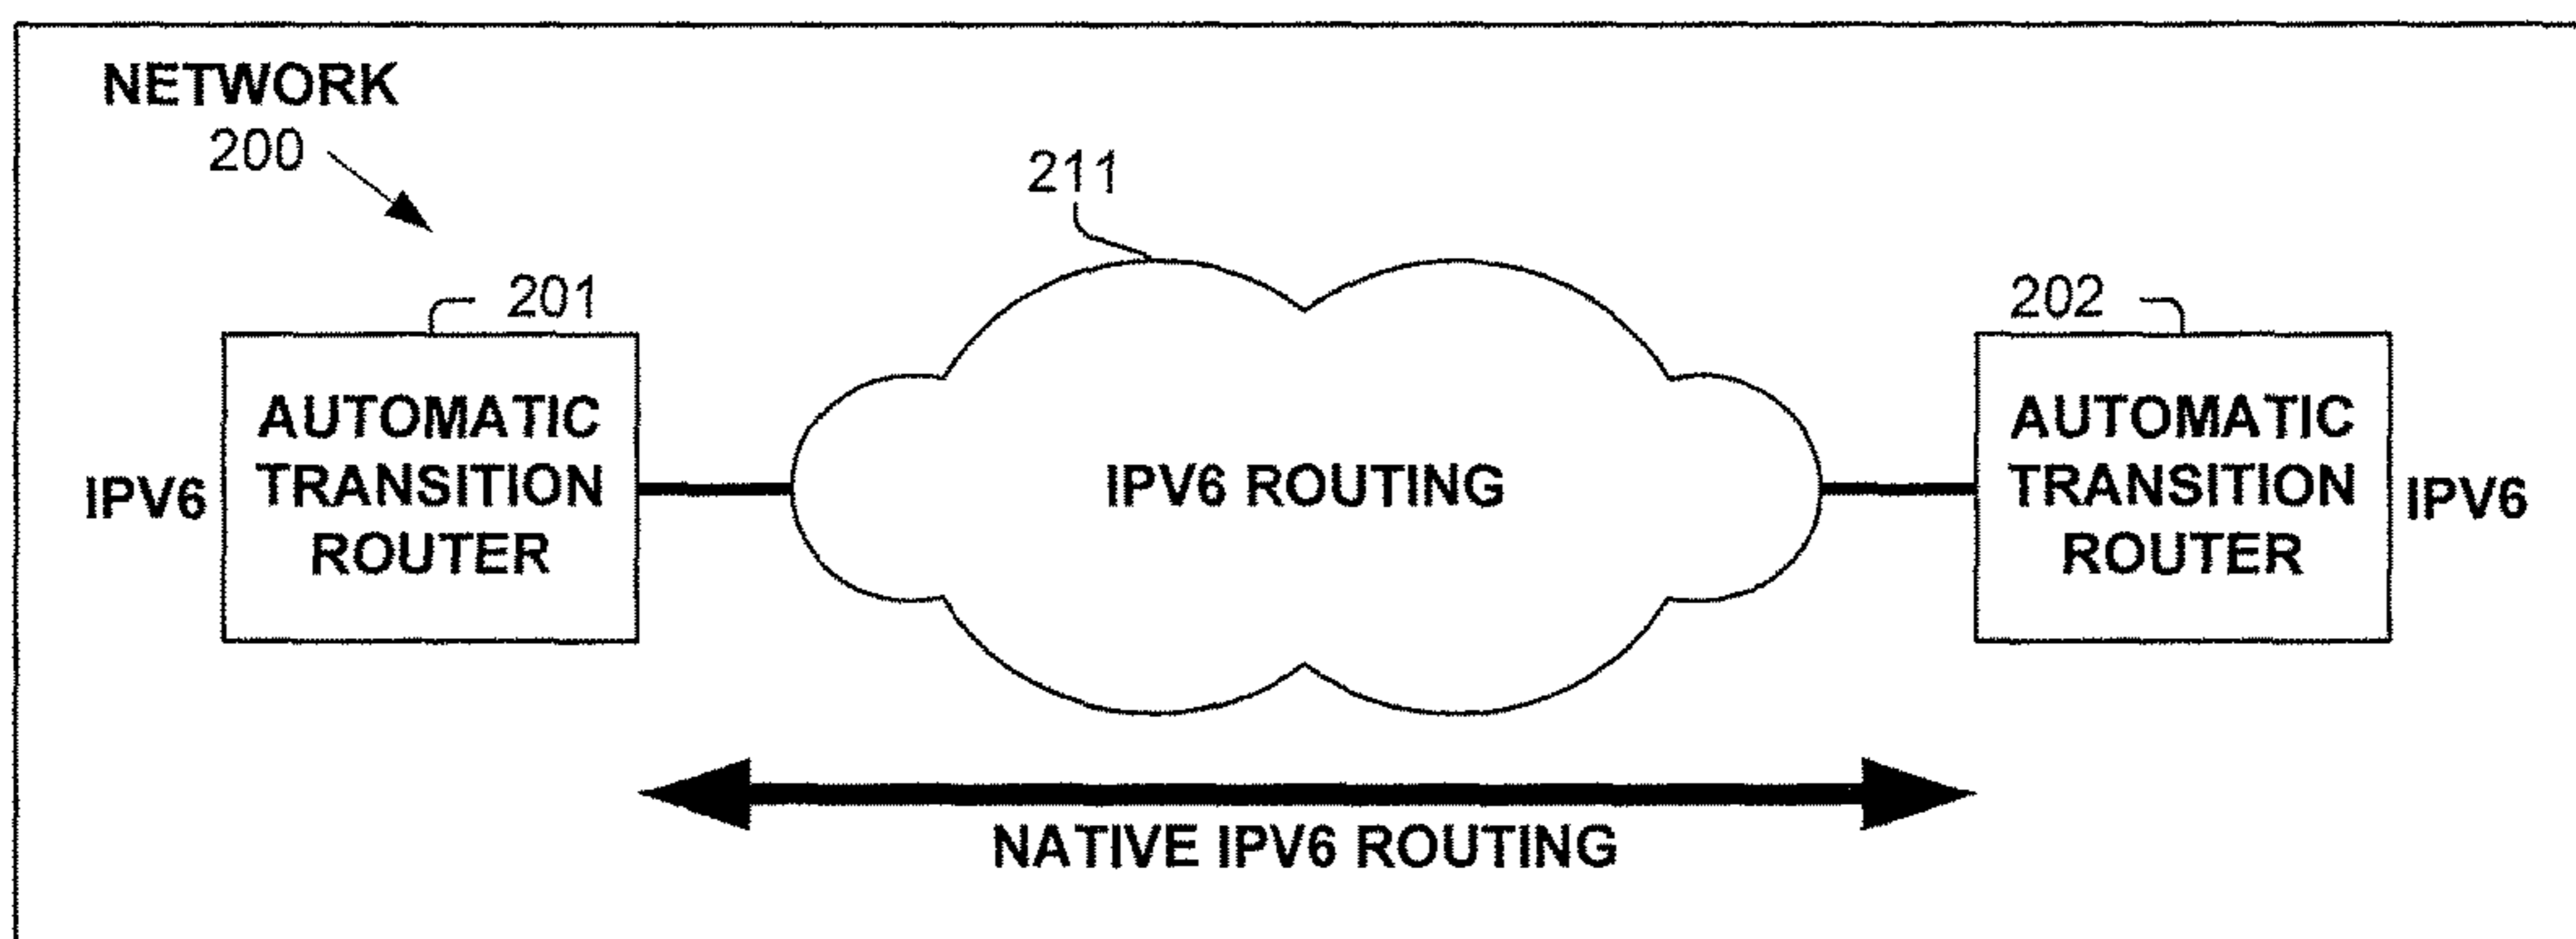 NETWORK
200
211
201
202
IPV6
AUTOMATIC
TRANSITION
ROUTER
IPV6 ROUTING
AUTOMATIC
TRANSITION
ROUTER
IPV6
NATIVE IPV6 ROUTING